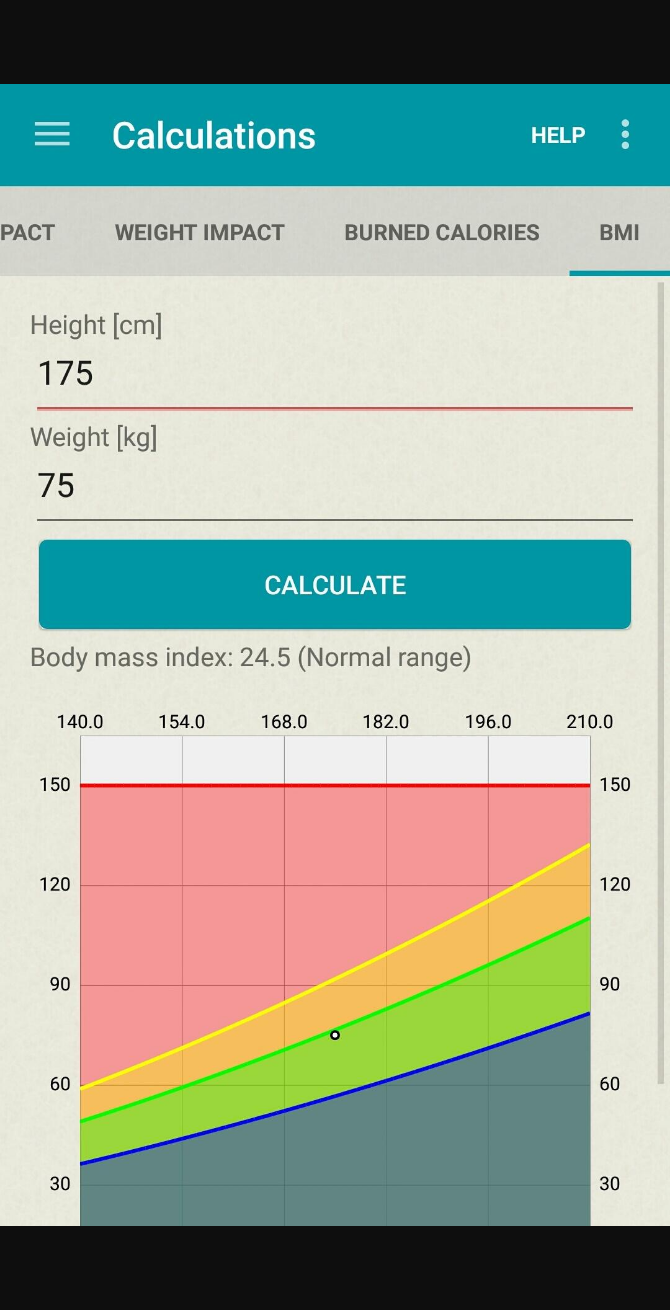 Calculations HELP
PACT WEIGHT IMPACT BURNED CALORIES BMI
Height [cm]
175
Weight [kg]
75
CALCULATE
Body mass index: 24.5 (Normal range)
140.0 154.0 168.0 182.0 196.0 210.0
150 150
120 120
90 90
60 60
30 30